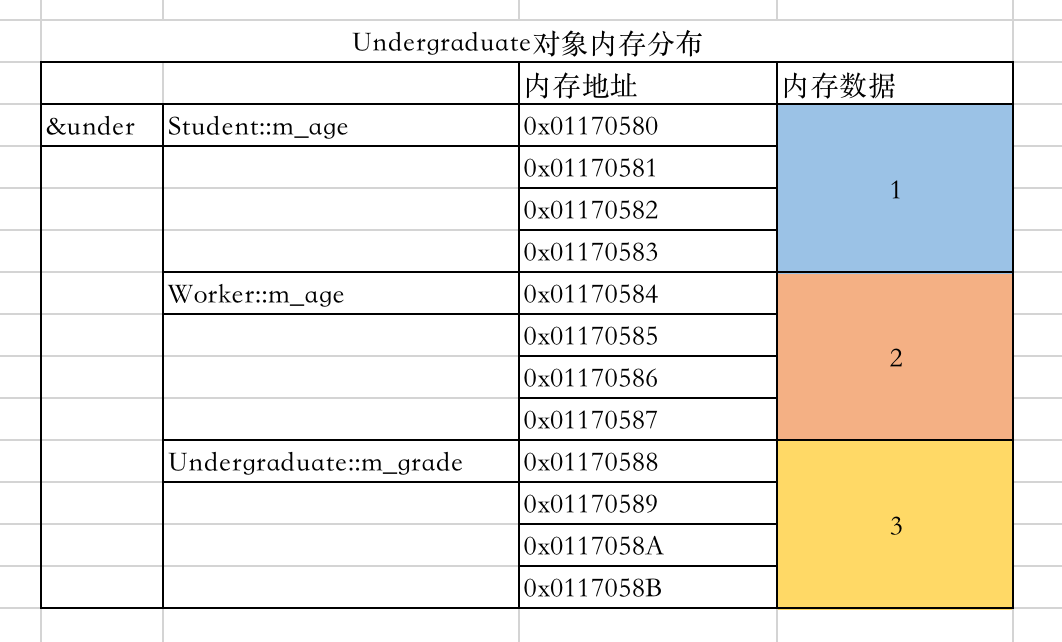 Undergraduate对象内存分布
内存地址 内存数据
&under Student::m_age 0x01170580
0x01170581
1
0x01170582
0x01170583
Worker::m_age 0x01170584
0x01170585
2
0x01170586
0x01170587
Undergraduate::m_grade 0x01170588
0x01170589
3
0x0117058A
0x0117058B